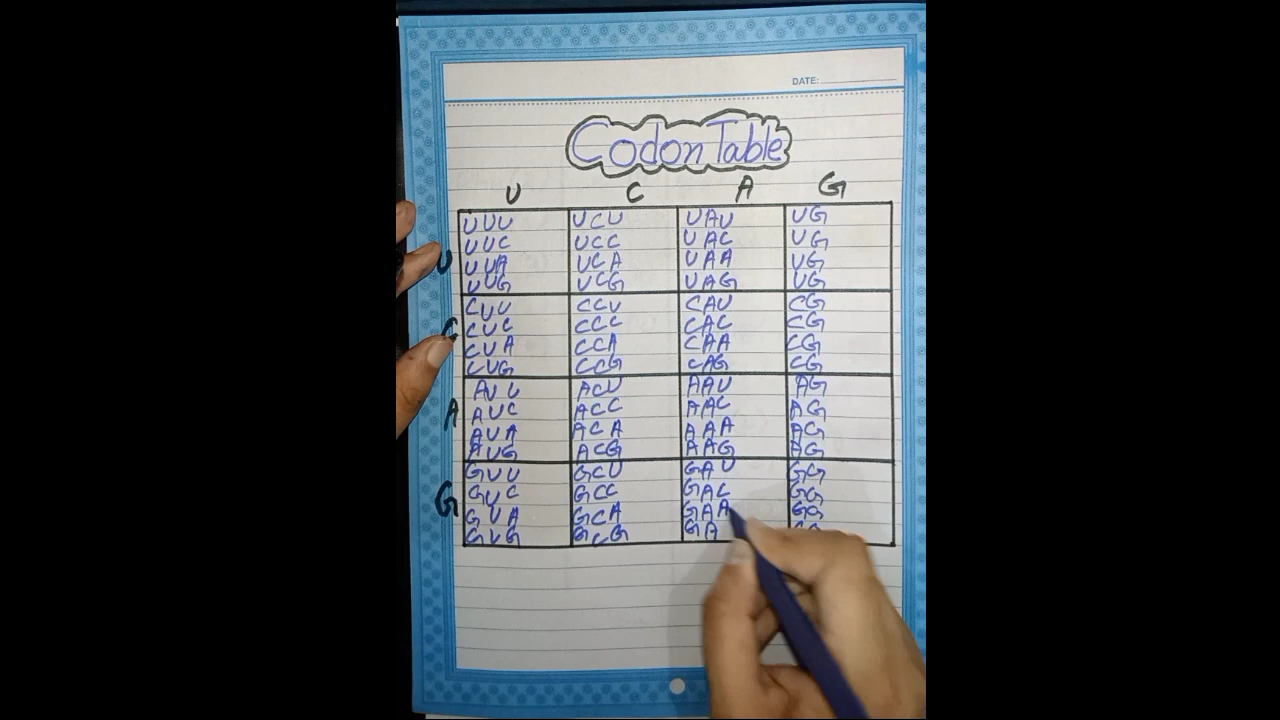 DATE:
Codon Table
U C A G
U
UUU UCU UAU UG
UUC UCC UAC UG
UUA UCA UAA UG
UUG UCG UAG UG
CUU CCU CAU CG
C CUC CCC CAC CG
CUA CCA CAA CG
CUG CCG CAG CG
AUU ACU AAU AG
A AUC ACC AAC AG
AUA ACA AAA AG
AUG ACG AAG AG
GUU GCU GAU GG
G GUC GCC GAC GG
GUA GCA GAA GG
GUG GCG GA